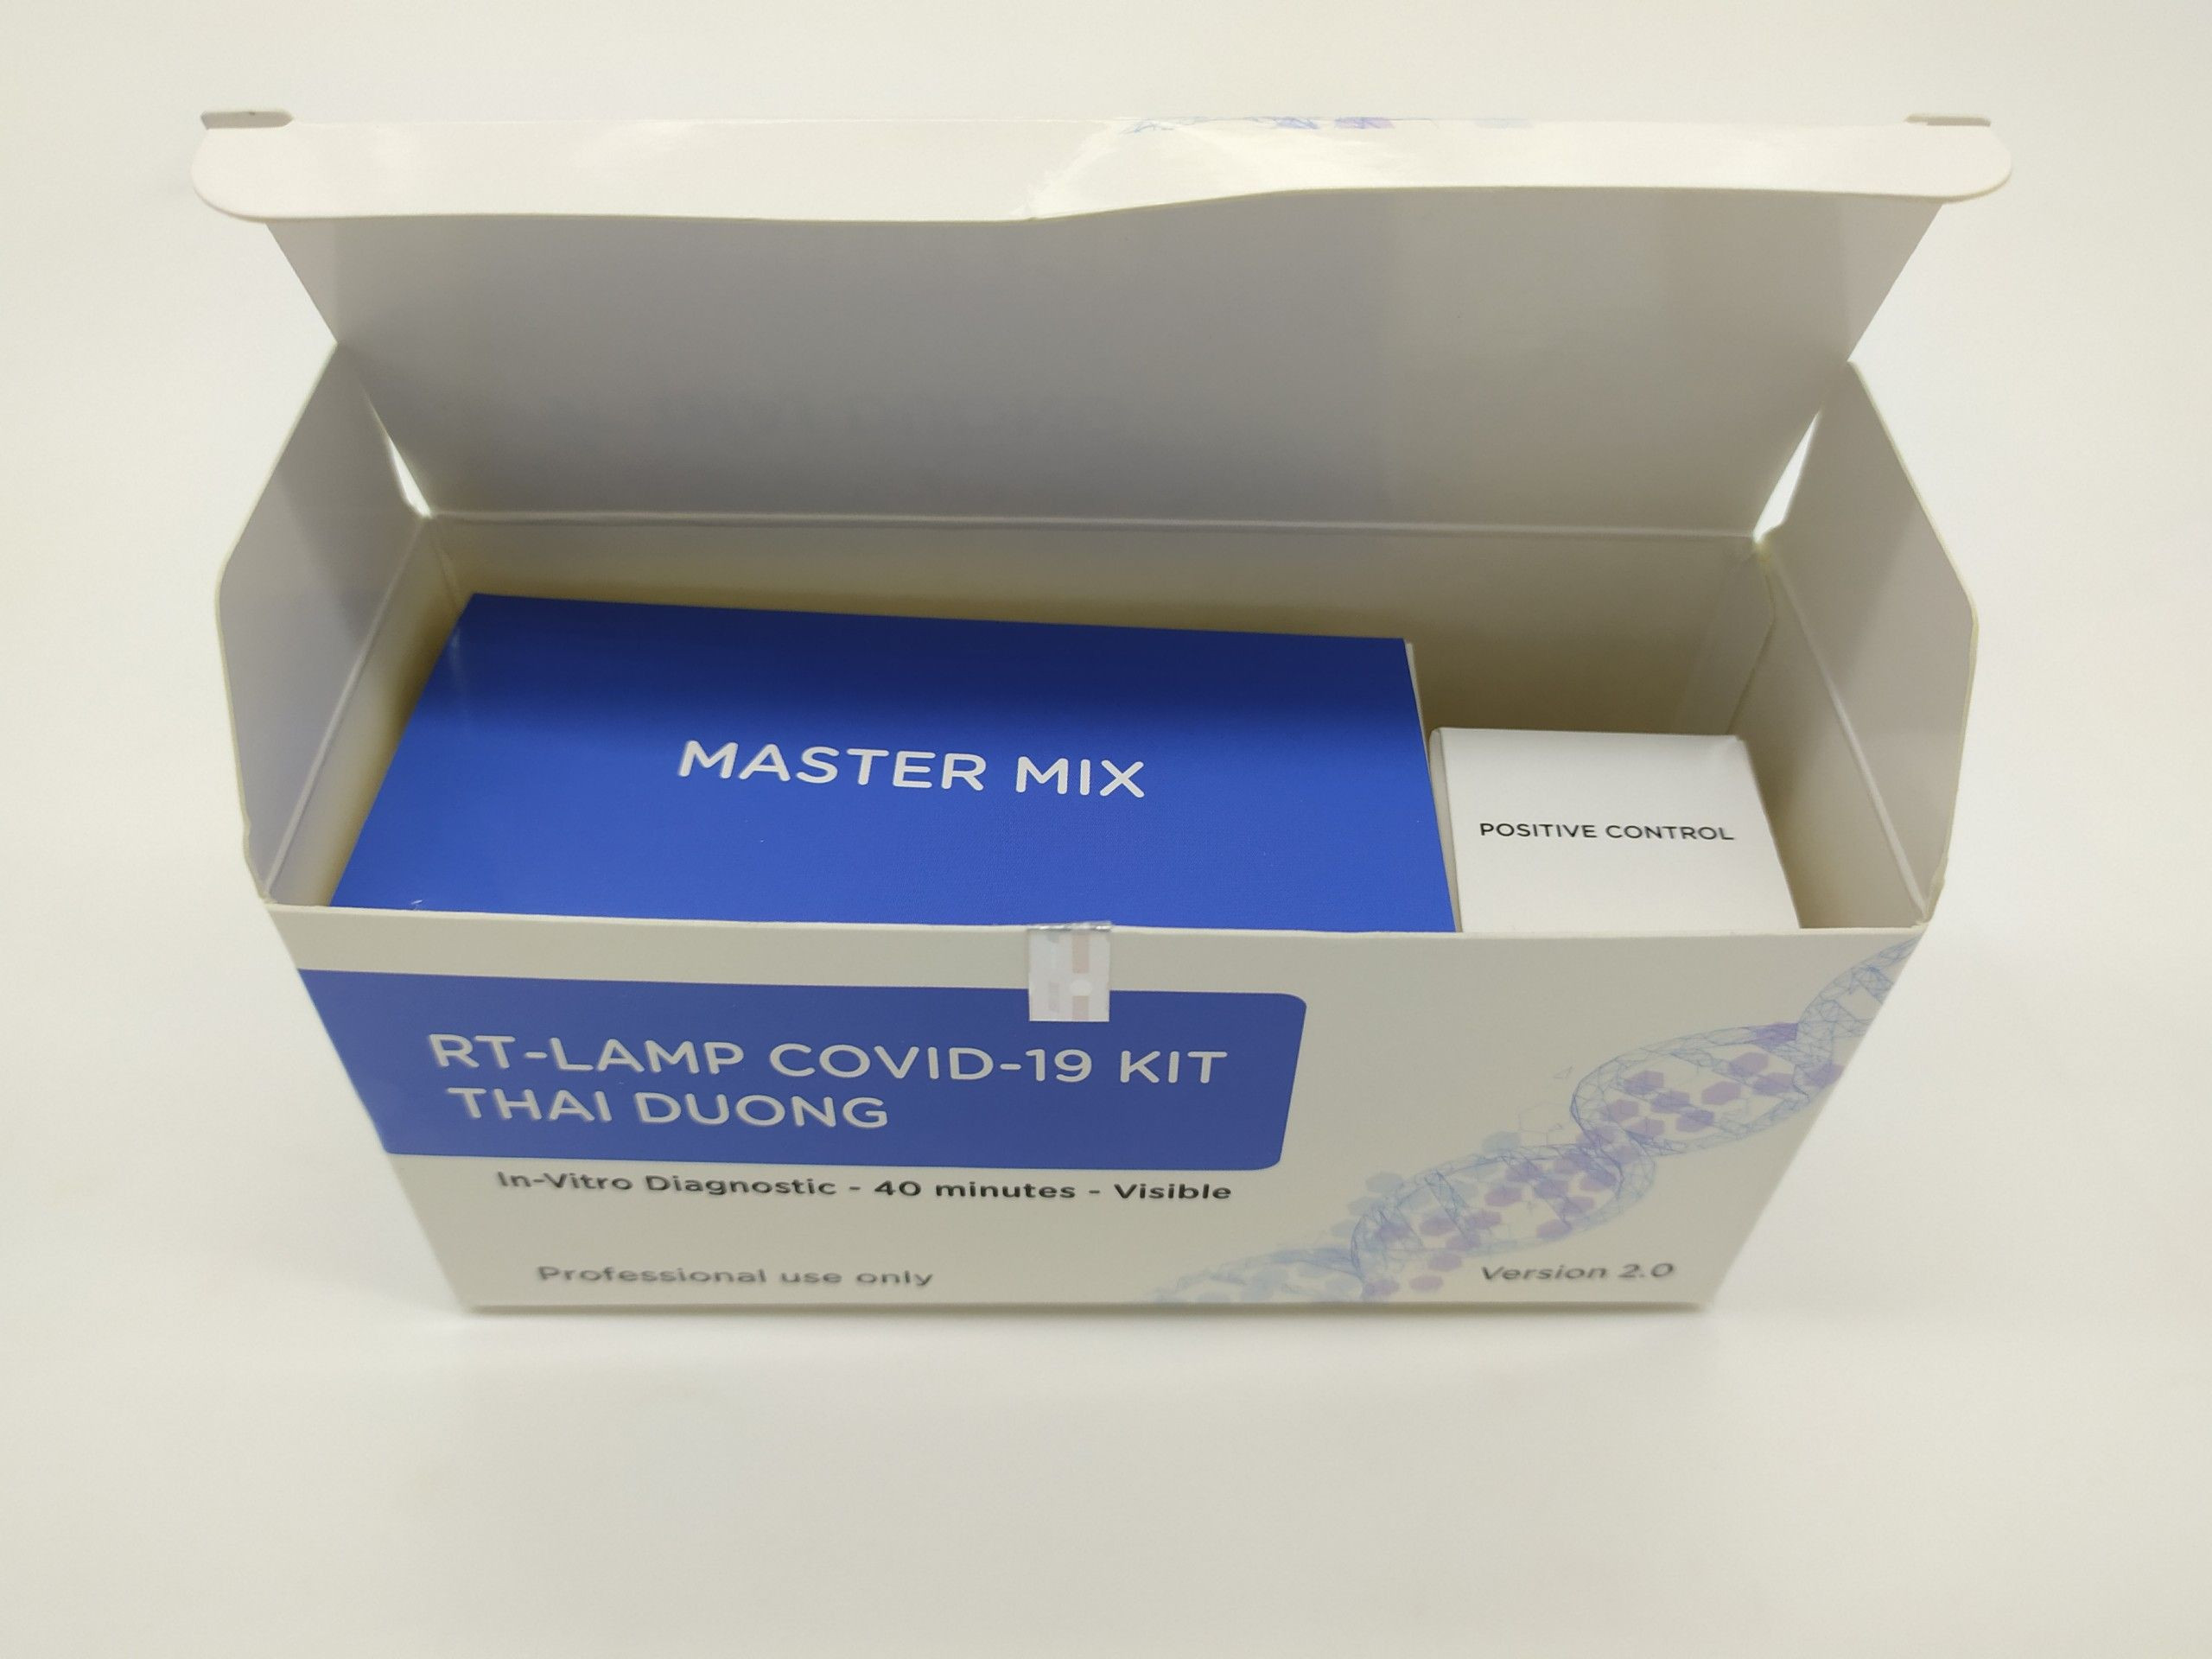 MASTER MIX
POSITIVE CONTROL
RT-LAMP COVID-19 KIT
THAI DUONG
In-Vitro Diagnostic - 40 minutes - Visible
Professional use only
Version 2.0